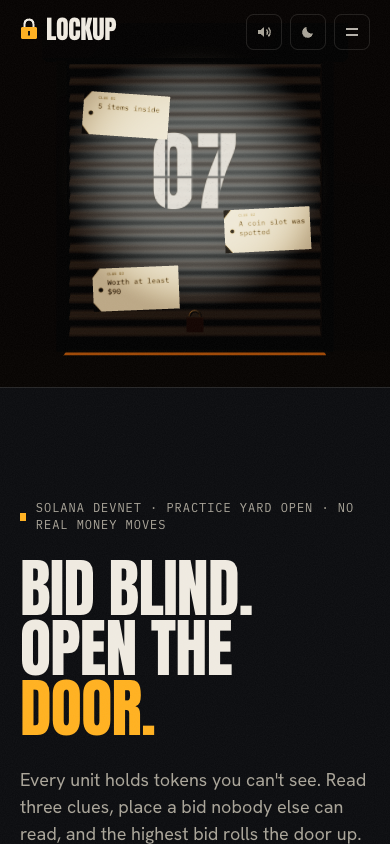 LOCKUP
5 items inside
07
A coin slot was
spotted
Worth at least
$90
SOLANA DEVNET · PRACTICE YARD OPEN · NO
REAL MONEY MOVES
BID BLIND.
OPEN THE
DOOR.
Every unit holds tokens you can't see. Read
three clues, place a bid nobody else can
read, and the highest bid rolls the door up.